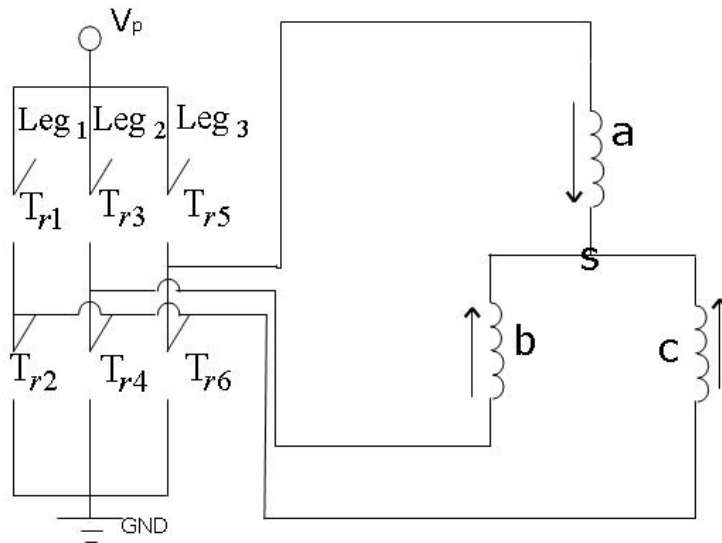 Vp
Leg 1 Leg 2 Leg 3
Tr1 Tr3 Tr5
a
s
b
c
Tr2 Tr4 Tr6
GND